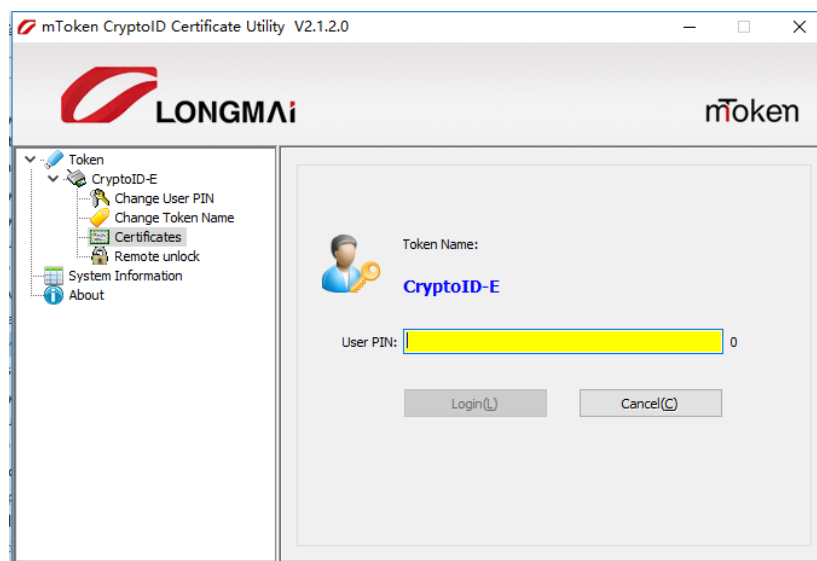 mToken CryptoID Certificate Utility V2.1.2.0
LONGMAi
mToken
Token
CryptoID-E
Change User PIN
Change Token Name
Certificates
Remote unlock
System Information
About
Token Name:
CryptoID-E
User PIN:
0
Login(L)
Cancel(C)